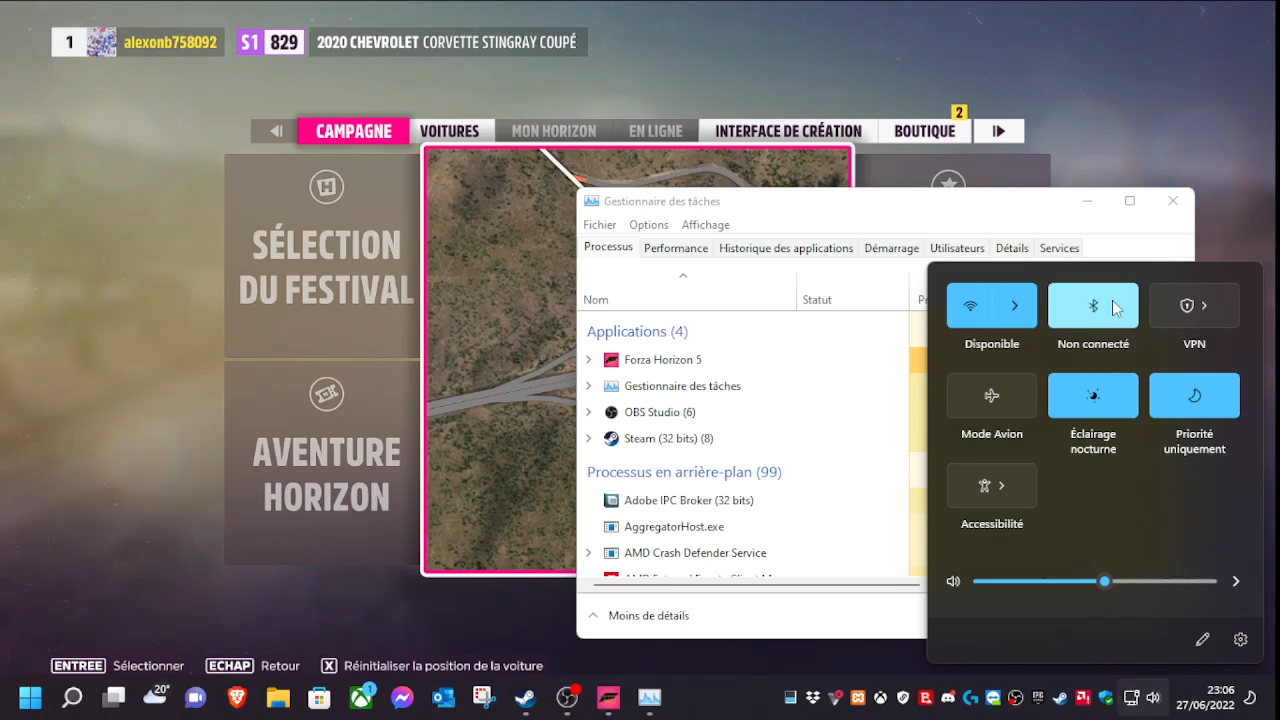 1 alexonb758092 S1 829 2020 CHEVROLET CORVETTE STINGRAY COUPÉ
2
CAMPAGNE VOITURES MON HORIZON EN LIGNE INTERFACE DE CRÉATION BOUTIQUE
SÉLECTION
DU FESTIVAL
AVENTURE
HORIZON
Gestionnaire des tâches
Fichier Options Affichage
Processus Performance Historique des applications Démarrage Utilisateurs Détails Services
Nom Statut
Applications (4)
Forza Horizon 5
Gestionnaire des tâches
OBS Studio (6)
Steam (32 bits) (8)
Processus en arrière-plan (99)
Adobe IPC Broker (32 bits)
AggregatorHost.exe
AMD Crash Defender Service
Moins de détails
Disponible Non connecté VPN
Mode Avion Éclairage nocturne Priorité uniquement
Accessibilité
ENTREE Sélectionner ECHAP Retour X Réinitialiser la position de la voiture
20° 1
23:06
27/06/2022